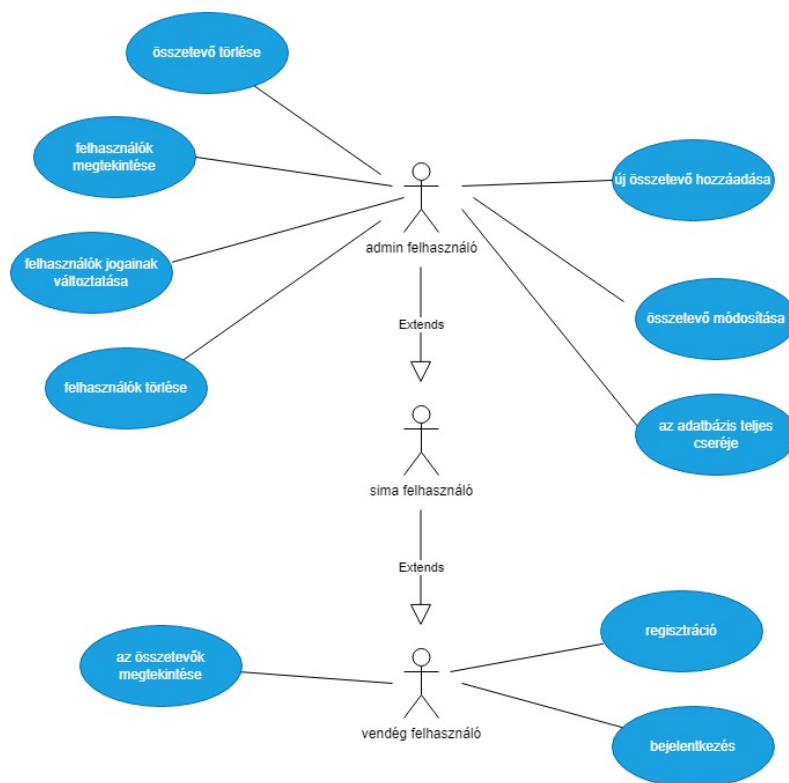 összetevő törlése
felhasználók
megtekintése
új összetevő hozzáadása
admin felhasználó
felhasználók jogainak
változtatása
Extends
összetevő módosítása
felhasználók törlése
az adatbázis teljes
cseréje
sima felhasználó
Extends
regisztráció
az összetevők
megtekintése
vendég felhasználó
bejelentkezés